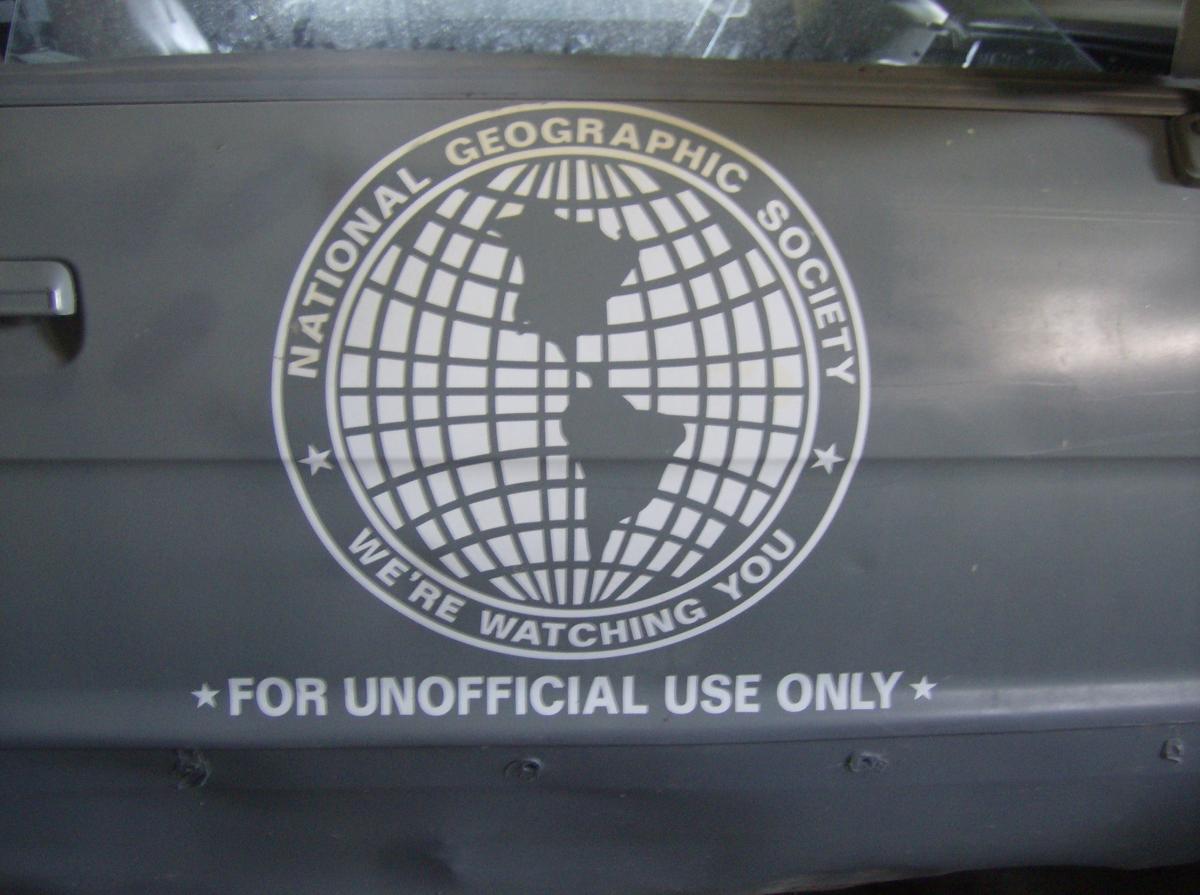 NATIONAL GEOGRAPHIC SOCIETY
WE'RE WATCHING YOU
★FOR UNOFFICIAL USE ONLY★